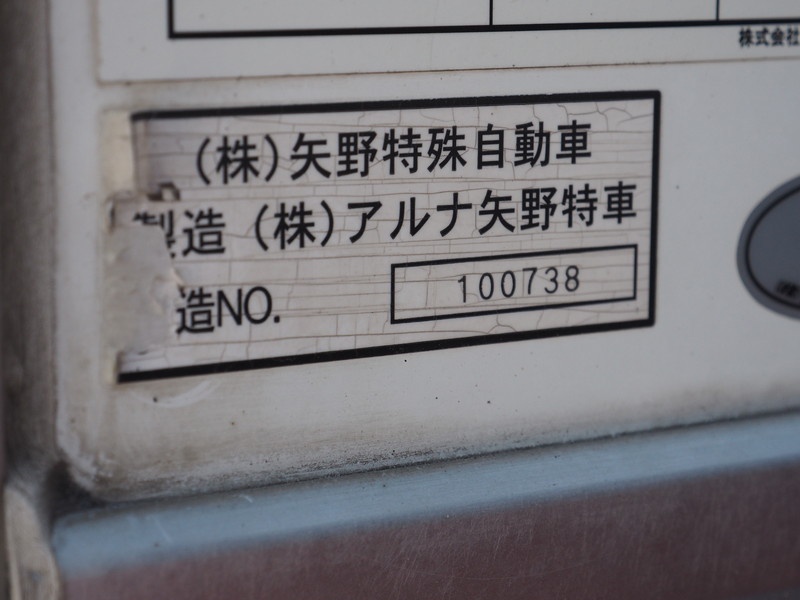 株式会社
(株)矢野特殊自動車
製造 (株)アルナ矢野特車
造NO. 100738